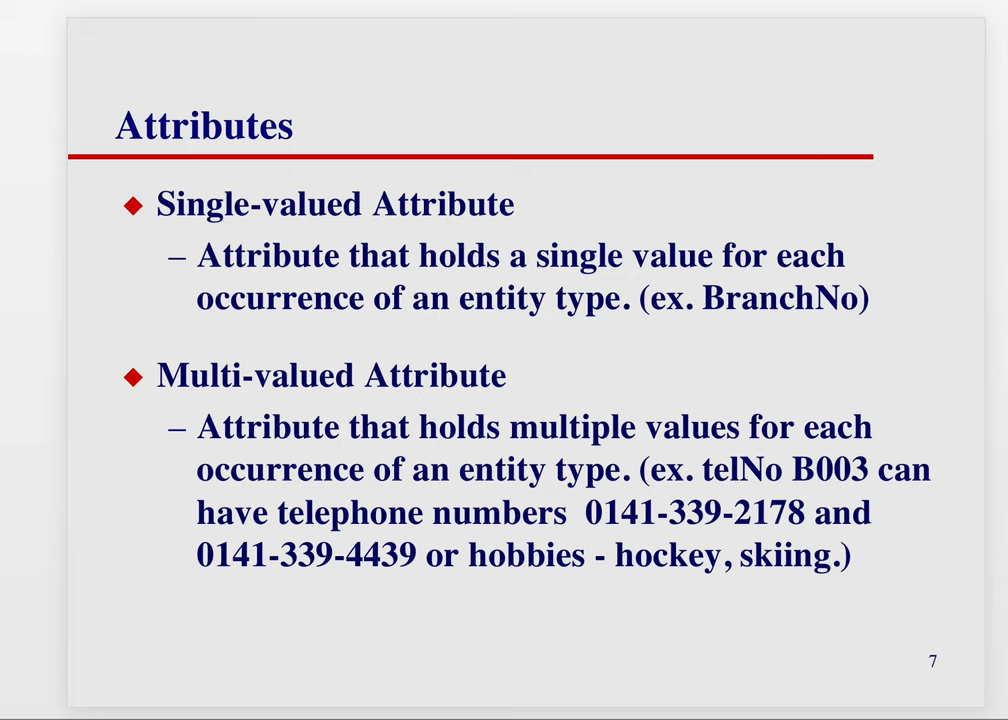 Attributes
◆ Single-valued Attribute
– Attribute that holds a single value for each
occurrence of an entity type. (ex. BranchNo)
◆ Multi-valued Attribute
– Attribute that holds multiple values for each
occurrence of an entity type. (ex. telNo B003 can
have telephone numbers  0141-339-2178 and
0141-339-4439 or hobbies - hockey, skiing.)
7